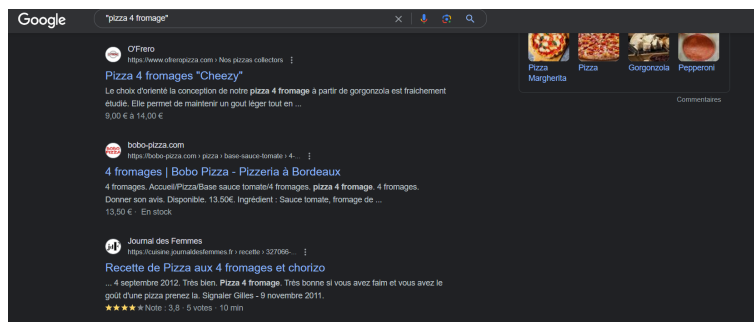 Google
"pizza 4 fromage"
O'Frero
https://www.ofreropizza.com › Nos pizzas collectors
Pizza 4 fromages "Cheezy"
Le choix d'orienté la conception de notre pizza 4 fromage à partir de gorgonzola est fraichement
étudié. Elle permet de maintenir un gout léger tout en ...
9,00 € à 14,00 €
BOBO
PIZZA
bobo-pizza.com
https://bobo-pizza.com › pizza › base-sauce-tomate › 4-...
4 fromages | Bobo Pizza - Pizzeria à Bordeaux
4 fromages. Accueil/Pizza/Base sauce tomate/4 fromages. pizza 4 fromage. 4 fromages.
Donner son avis. Disponible. 13.50€. Ingrédient : Sauce tomate, fromage de ...
13,50 € · En stock
jdF
Journal des Femmes
https://cuisine.journaldesfemmes.fr › recette › 327066-...
Recette de Pizza aux 4 fromages et chorizo
... 4 septembre 2012. Très bien. Pizza 4 fromage. Très bonne si vous avez faim et vous avez le
goût d'une pizza prenez la. Signaler Gilles - 9 novembre 2011.
Note : 3,8 · 5 votes · 10 min
Pizza Margherita
Pizza
Gorgonzola
Pepperoni
Commentaires